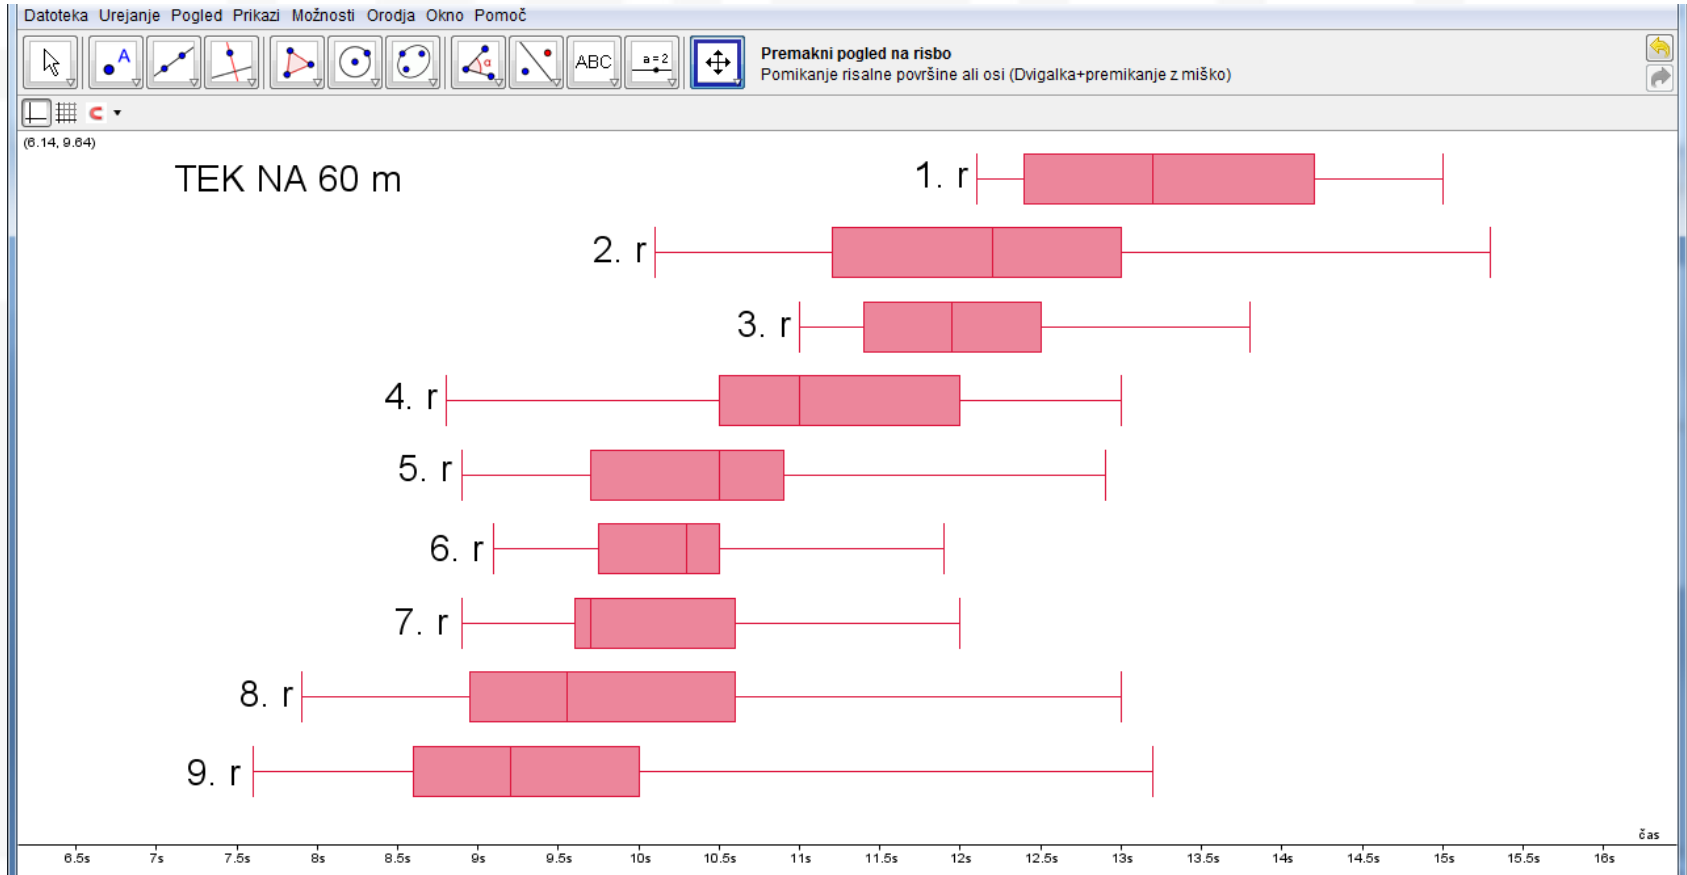 Datoteka Urejanje Pogled Prikazi Možnosti Orodja Okno Pomoč
A
α
ABC
a=2
Premakni pogled na risbo
Pomikanje risalne površine ali osi (Dvigalka+premikanje z miško)
(6.14, 9.64)
TEK NA 60 m
1. r
2. r
3. r
4. r
5. r
6. r
7. r
8. r
9. r
čas
6.5s 7s 7.5s 8s 8.5s 9s 9.5s 10s 10.5s 11s 11.5s 12s 12.5s 13s 13.5s 14s 14.5s 15s 15.5s 16s